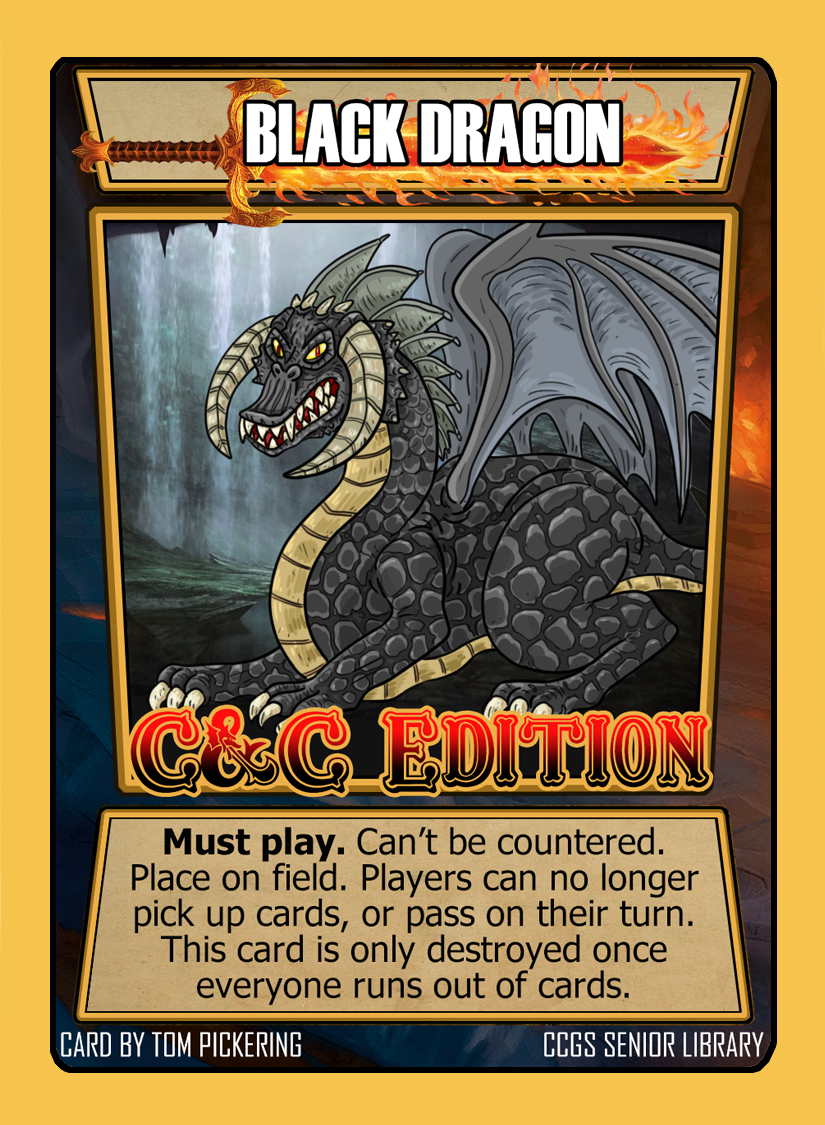 BLACK DRAGON
C&C EDITION
Must play. Can't be countered.
Place on field. Players can no longer
pick up cards, or pass on their turn.
This card is only destroyed once
everyone runs out of cards.
CARD BY TOM PICKERING
CCGS SENIOR LIBRARY